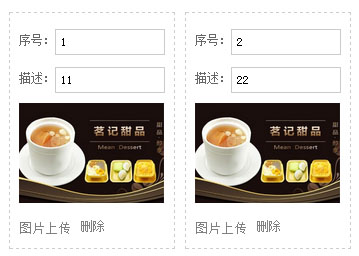 序号: 1
描述: 11
茗记甜品
Mean Dessert
图片上传 删除
序号: 2
描述: 22
茗记甜品
Mean Dessert
图片上传 删除